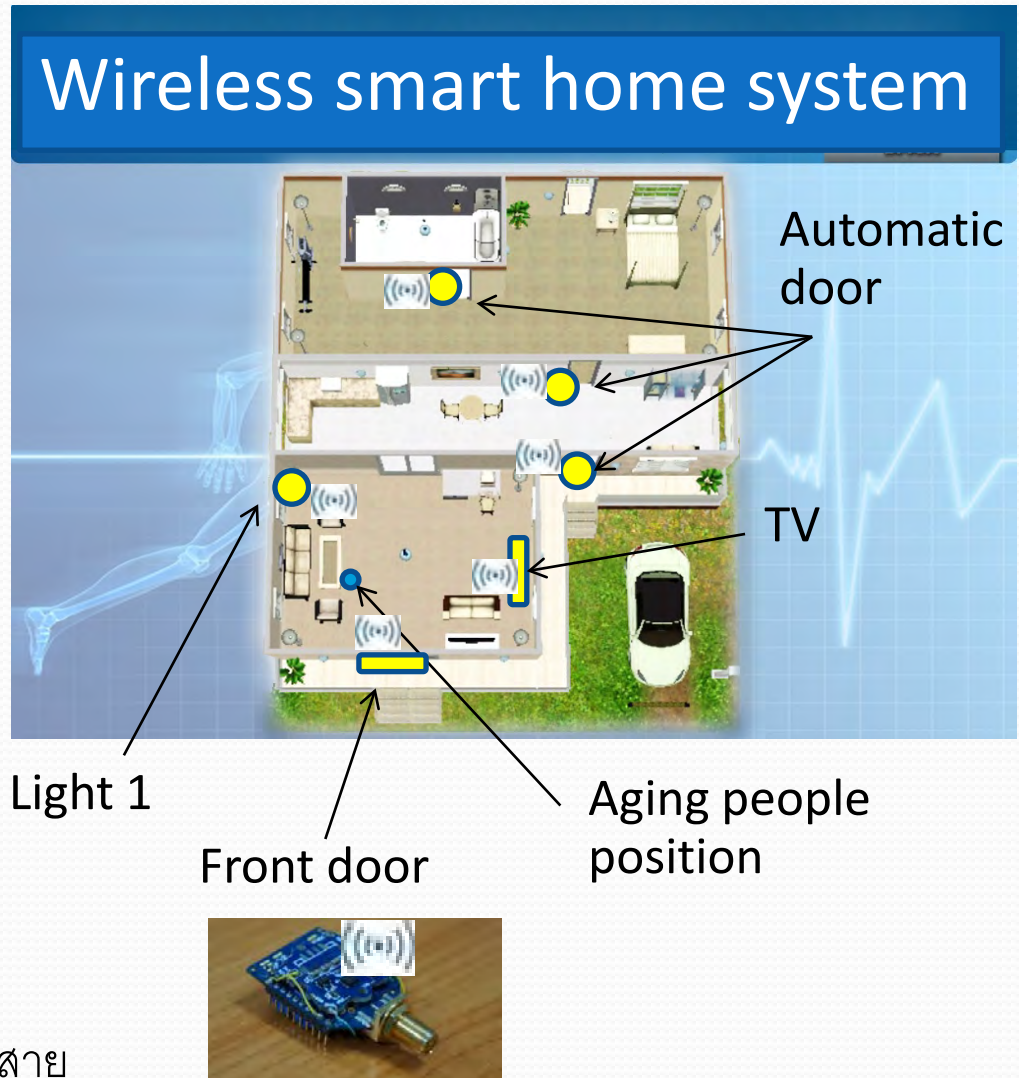 Wireless smart home system
Automatic
door
TV
Light 1
Aging people
position
Front door
สาย